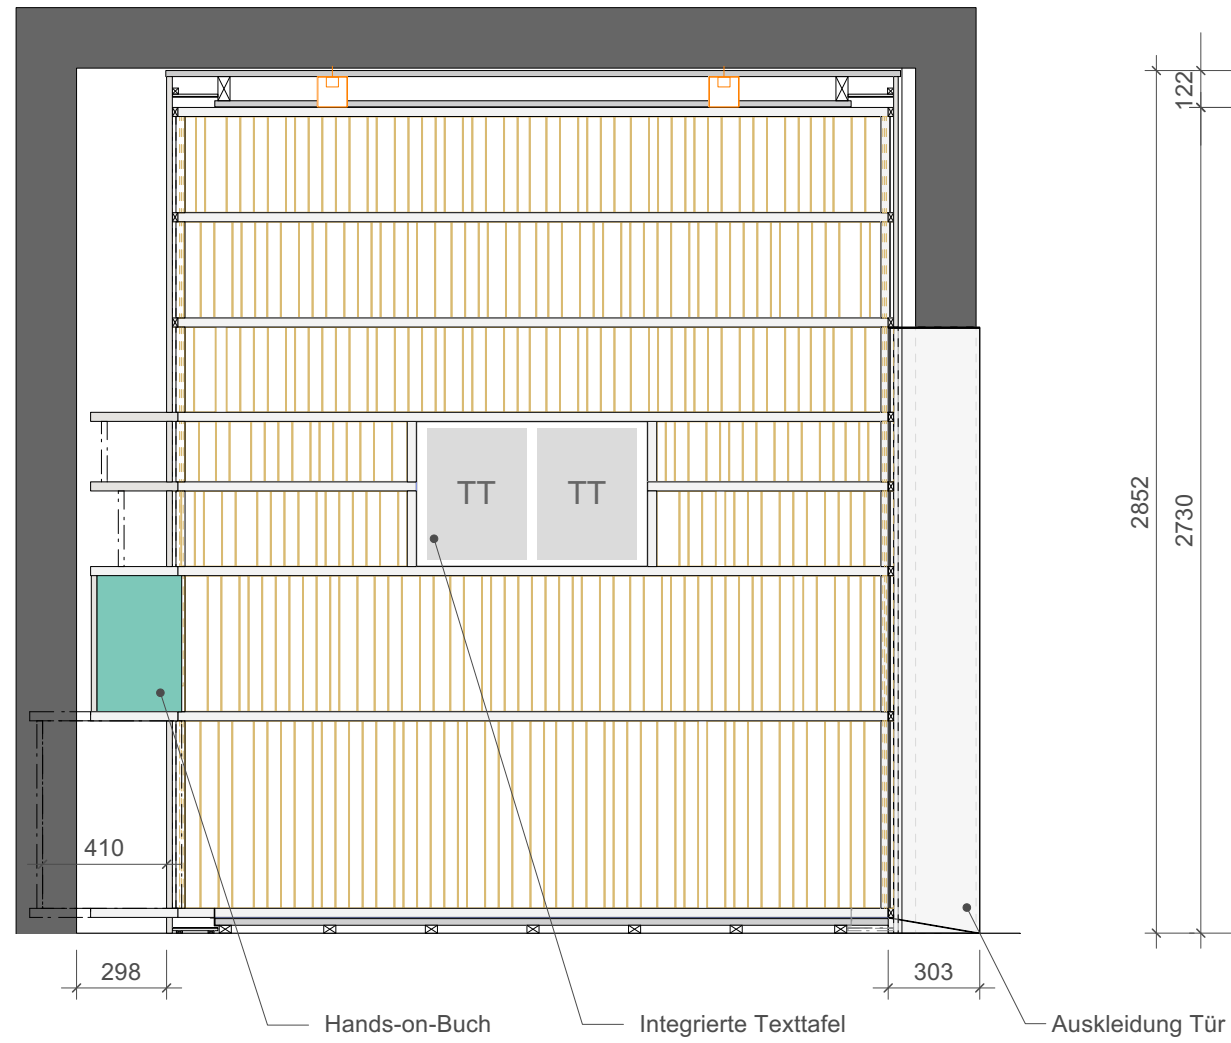 122
2852
2730
TT TT
410
298
303
Hands-on-Buch
Integrierte Texttafel
Auskleidung Tür